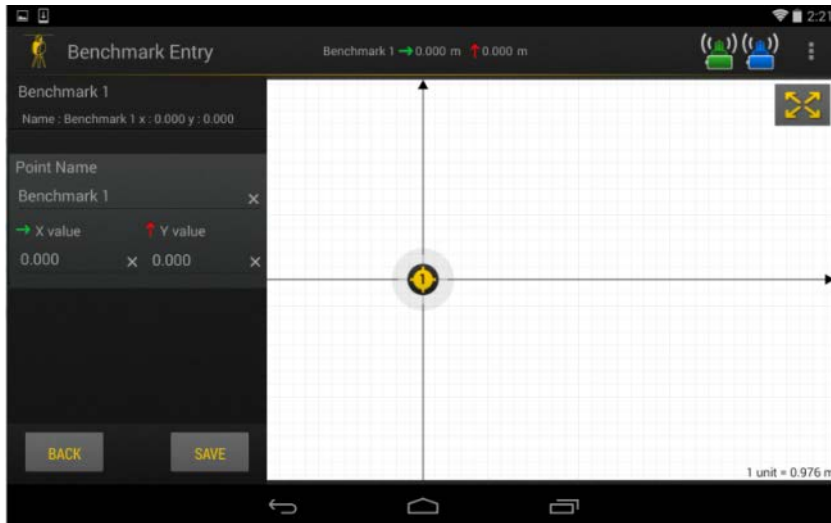 2:21
Benchmark Entry
Benchmark 1 → 0.000 m ↑ 0.000 m
Benchmark 1
Name : Benchmark 1 x : 0.000 y : 0.000
Point Name
Benchmark 1
→ X value ↑ Y value
0.000 × 0.000 ×
1
BACK SAVE
1 unit = 0.976 m